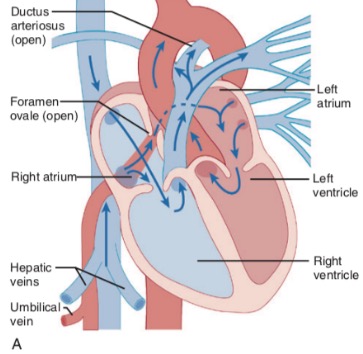 Ductus
arteriosus
(open)
Foramen
ovale (open)
Left
atrium
Right atrium
Left
ventricle
Hepatic
veins
Right
ventricle
Umbilical
vein
A